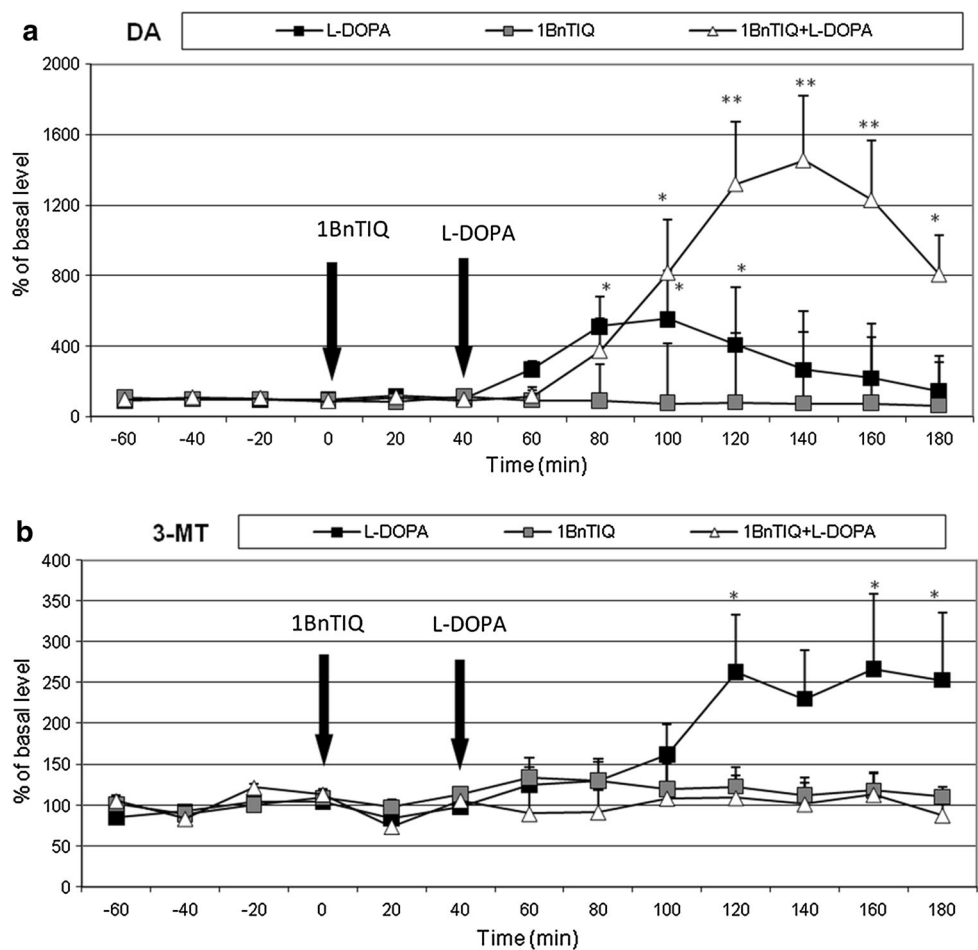 a DA L-DOPA 1BnTIQ 1BnTIQ+L-DOPA
2000
1600
1200
800
400
0
% of basal level
1BnTIQ
L-DOPA
*
*
*
*
**
**
**
*
-60 -40 -20 0 20 40 60 80 100 120 140 160 180
Time (min)
b 3-MT L-DOPA 1BnTIQ 1BnTIQ+L-DOPA
400
350
300
250
200
150
100
50
0
% of basal level
1BnTIQ
L-DOPA
*
*
*
-60 -40 -20 0 20 40 60 80 100 120 140 160 180
Time (min)